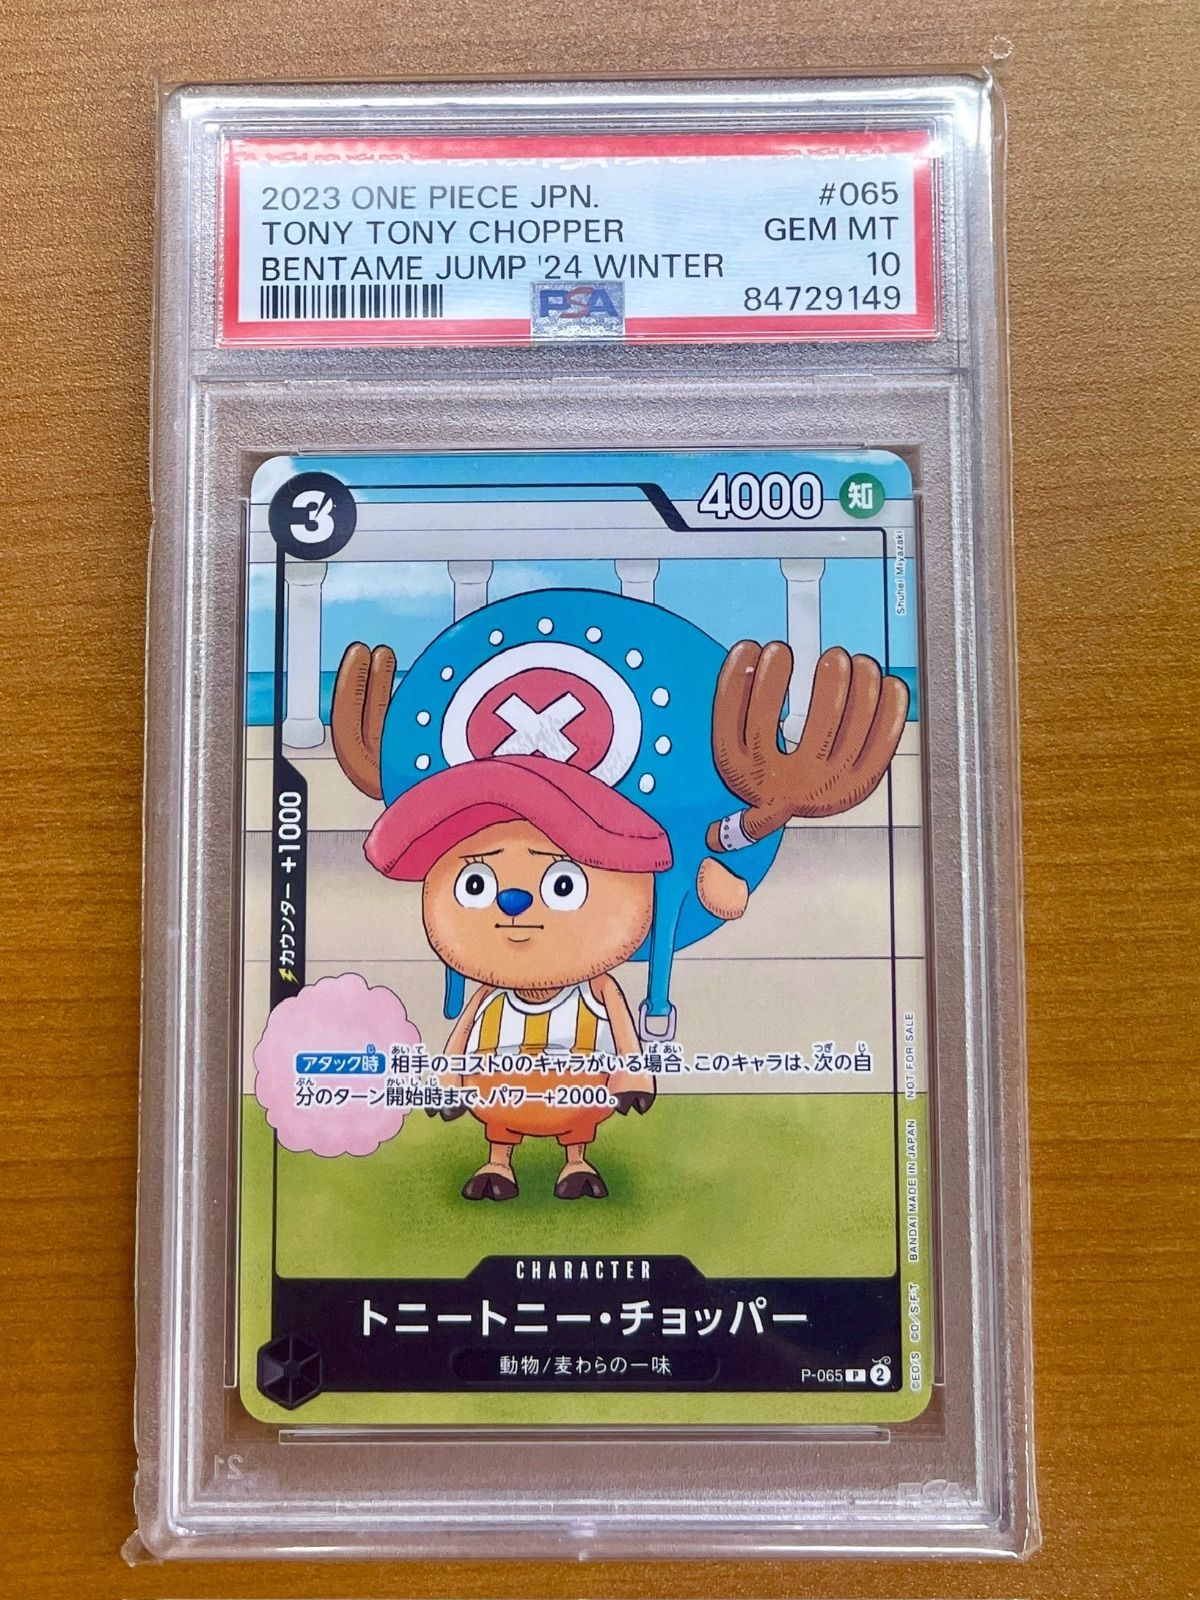 2023 ONE PIECE JPN. #065
TONY TONY CHOPPER GEM MT
BENTAME JUMP '24 WINTER 10
PSA 84729149
3
4000 知
Shuhei Miyazaki
カウンター +1000
アタック時 相手のコスト0のキャラがいる場合、このキャラは、次の自
分のターン開始時まで、パワー+2000。
CHARACTER
トニートニー・チョッパー
動物/麦わらの一味
P-065 P 2
©EO/S ©O/S·F·T BANDAI MADE IN JAPAN NOT FOR SALE
21
PSA